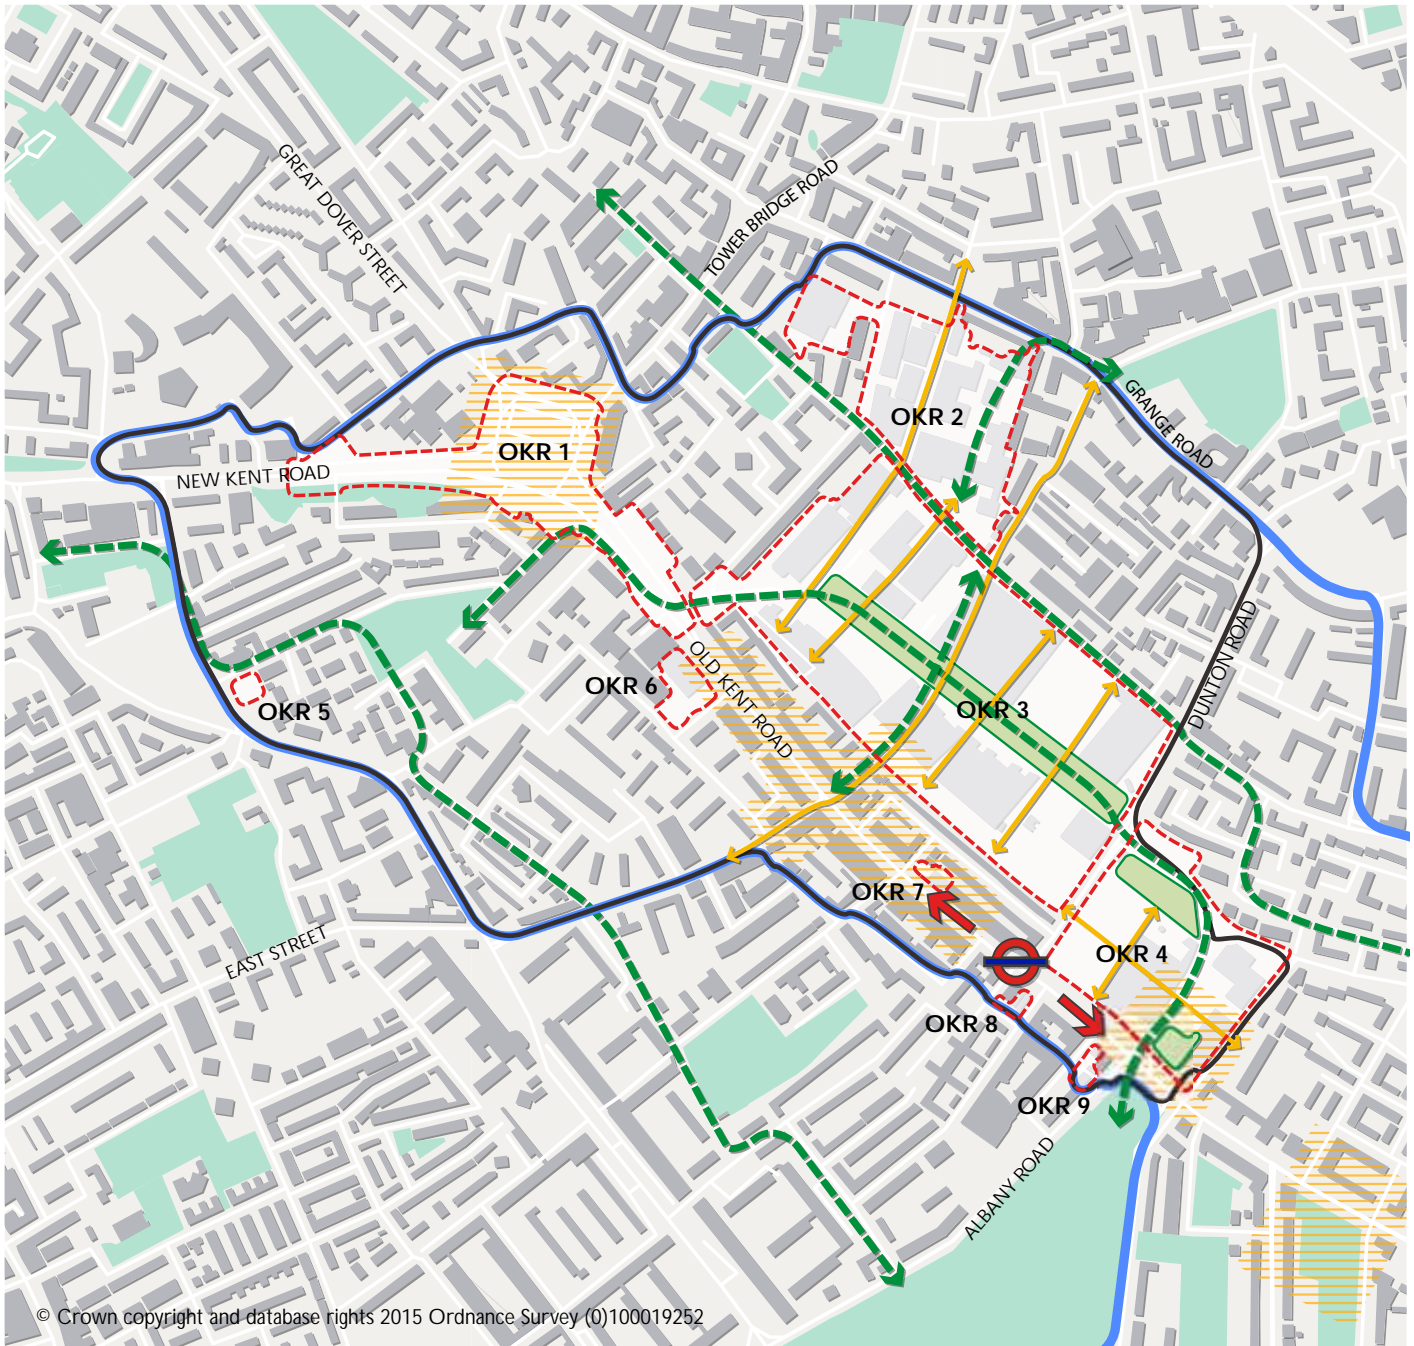 GREAT DOVER STREET
TOWER BRIDGE ROAD
GRANGE ROAD
OKR 2
OKR 1
NEW KENT ROAD
DUNTON ROAD
OLD KENT ROAD
OKR 6
OKR 5
OKR 3
OKR 7
EAST STREET
OKR 4
OKR 8
OKR 9
ALBANY ROAD
© Crown copyright and database rights 2015 Ordnance Survey (0)100019252